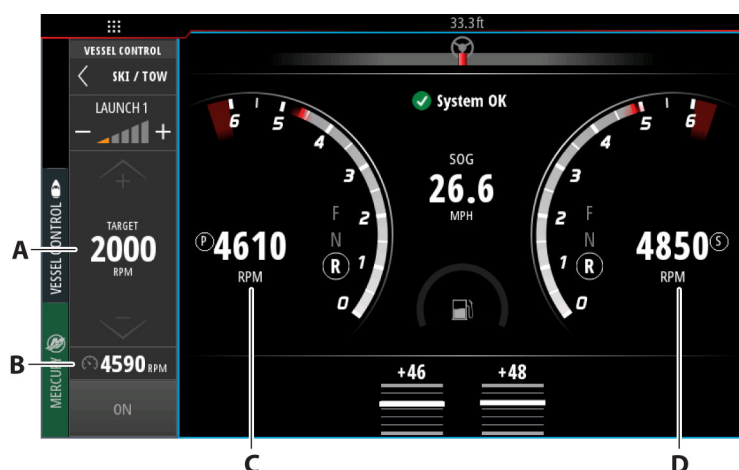 33.3 ft
VESSEL CONTROL
SKI / TOW
LAUNCH 1
− +
+
TARGET
2000
RPM
−
4590 RPM
ON
VESSEL CONTROL
MERCURY
System OK
SOG
26.6
MPH
6 5 4 3 2 1 0
F
N
R
P 4610
RPM
5 6 4 3 2 1 0
F
N
R
4850 S
RPM
+46 +48
A
B
C D